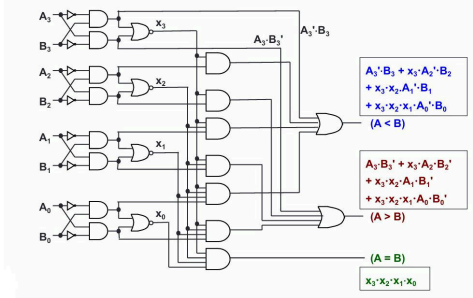 A3
B3
x3
A3'·B3
A3·B3'
A2
B2
x2
A3'·B3 + x3·A2'·B2
+ x3·x2·A1'·B1
+ x3·x2·x1·A0'·B0
(A < B)
A1
B1
x1
A3·B3' + x3·A2·B2'
+ x3·x2·A1·B1'
+ x3·x2·x1·A0·B0'
(A > B)
A0
B0
x0
(A = B)
x3·x2·x1·x0